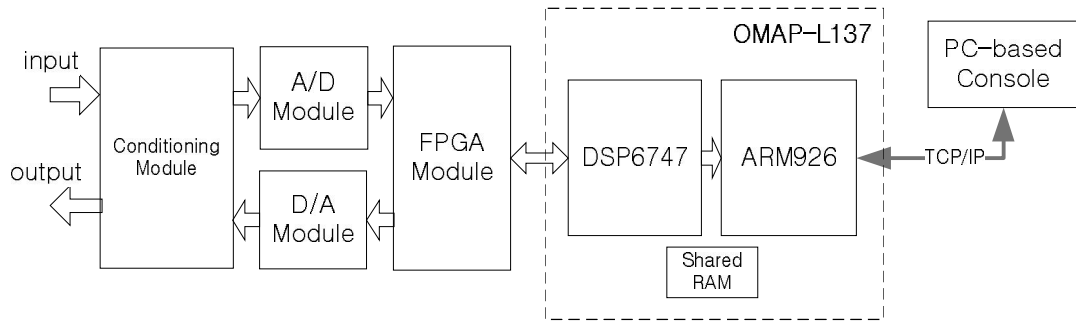 input
output
Conditioning
Module
A/D
Module
D/A
Module
FPGA
Module
OMAP-L137
DSP6747
ARM926
Shared
RAM
TCP/IP
PC-based
Console